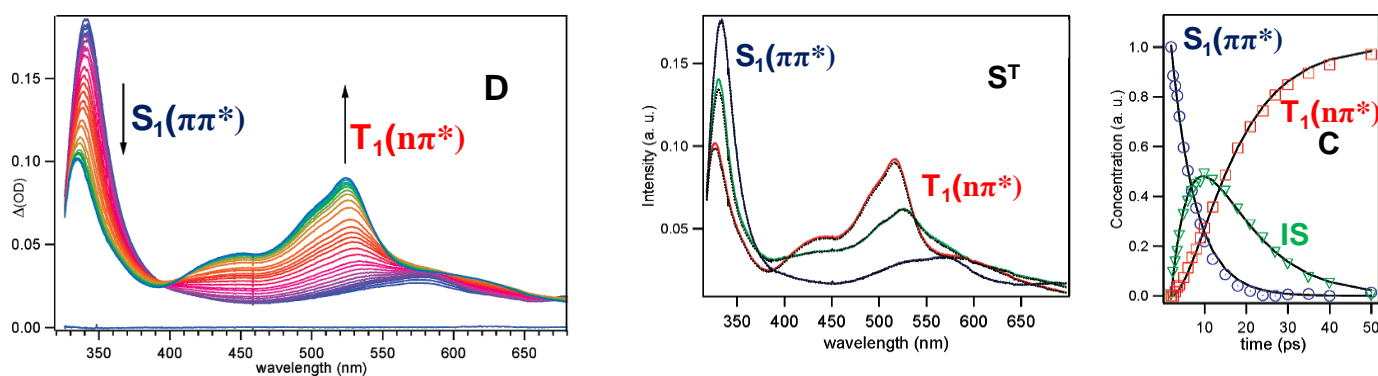 0.15
0.10
0.05
0.00
Δ(OD)
D
S₁(ππ*)
T₁(nπ*)
350 400 450 500 550 600 650
wavelength (nm)
0.15
0.10
0.05
Intensity (a. u.)
S₁(ππ*)
Sᵀ
T₁(nπ*)
350 400 450 500 550 600 650
wavelength (nm)
1.0
0.8
0.6
0.4
0.2
0.0
Concentration (a. u.)
S₁(ππ*)
T₁(nπ*)
C
IS
10 20 30 40 50
time (ps)